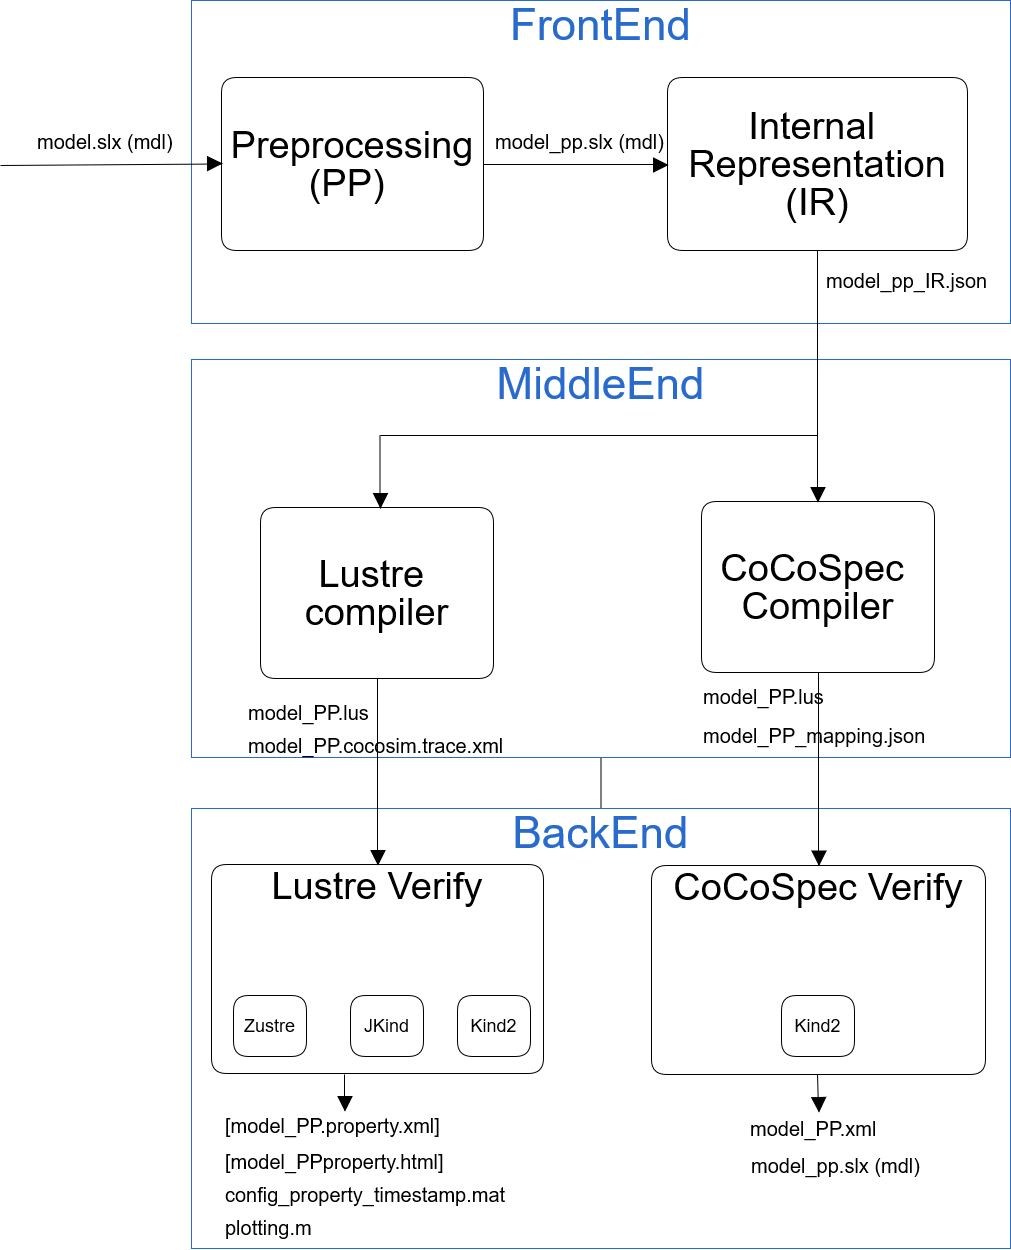 FrontEnd
model.slx (mdl)
Preprocessing
(PP)
model_pp.slx (mdl)
Internal
Representation
(IR)
model_pp_IR.json
MiddleEnd
Lustre
compiler
CoCoSpec
Compiler
model_PP.lus
model_PP.cocosim.trace.xml
model_PP.lus
model_PP_mapping.json
BackEnd
Lustre Verify
Zustre
JKind
Kind2
CoCoSpec Verify
Kind2
[model_PP.property.xml]
[model_PPproperty.html]
config_property_timestamp.mat
plotting.m
model_PP.xml
model_pp.slx (mdl)